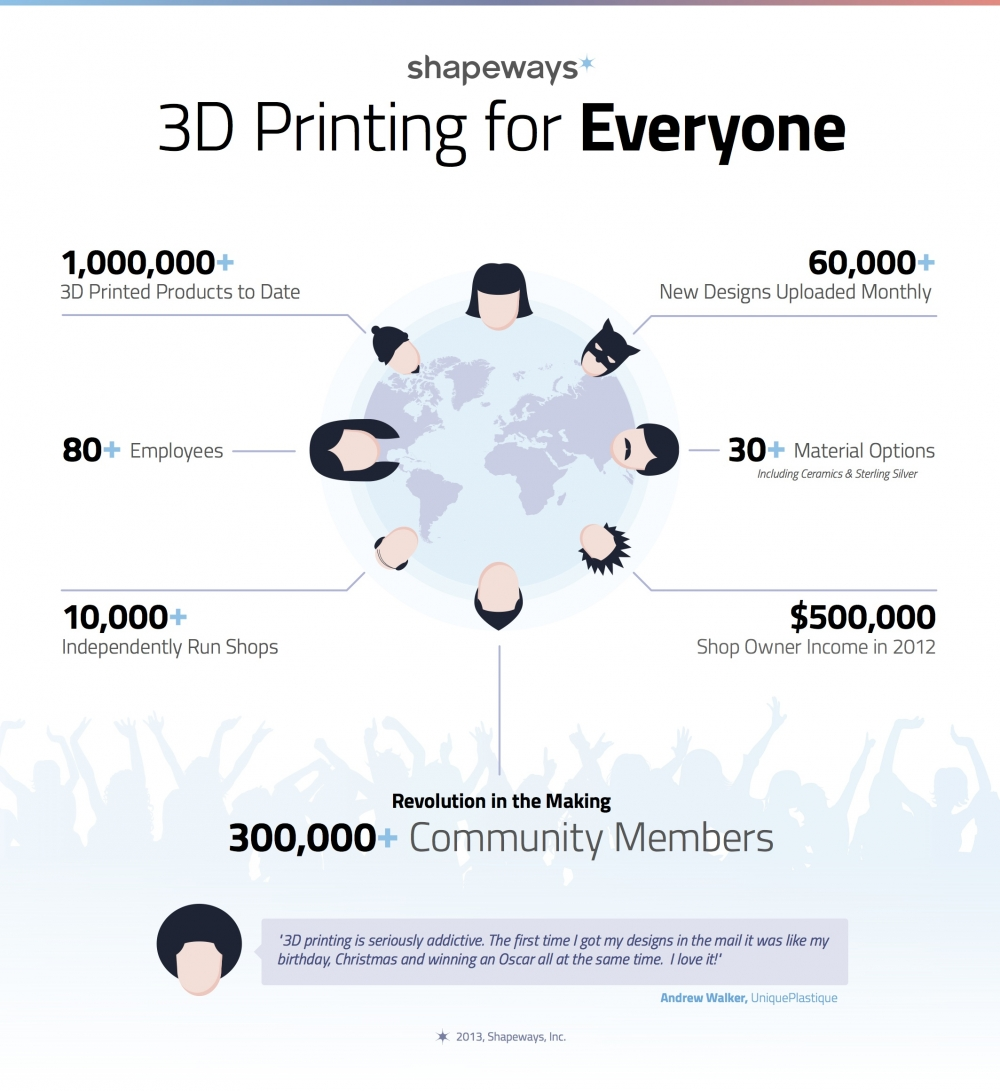 shapeways
3D Printing for Everyone
1,000,000+
3D Printed Products to Date
60,000+
New Designs Uploaded Monthly
80+ Employees
30+ Material Options
Including Ceramics & Sterling Silver
10,000+
Independently Run Shops
$500,000
Shop Owner Income in 2012
Revolution in the Making
300,000+ Community Members
"3D printing is seriously addictive. The first time I got my designs in the mail it was like my
birthday, Christmas and winning an Oscar all at the same time. I love it!"
Andrew Walker, UniquePlastique
2013, Shapeways, Inc.